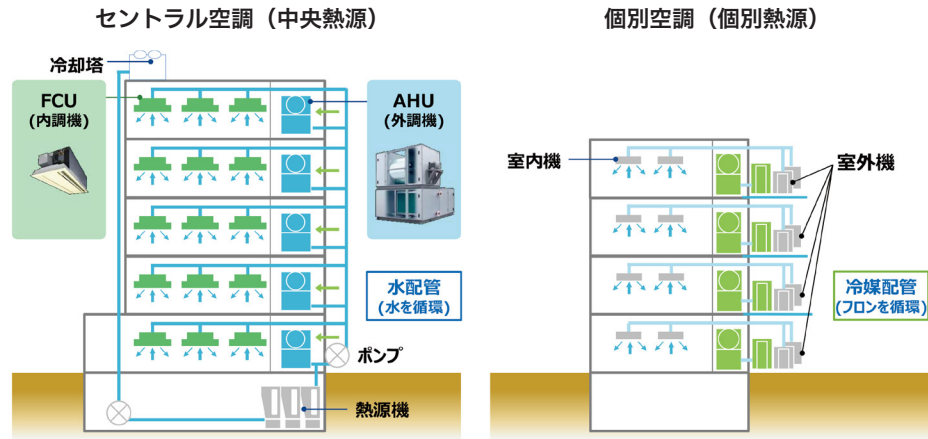 セントラル空調（中央熱源）
冷却塔
FCU
(内調機)
AHU
(外調機)
水配管
(水を循環)
ポンプ
熱源機
個別空調（個別熱源）
室内機
室外機
冷媒配管
(フロンを循環)